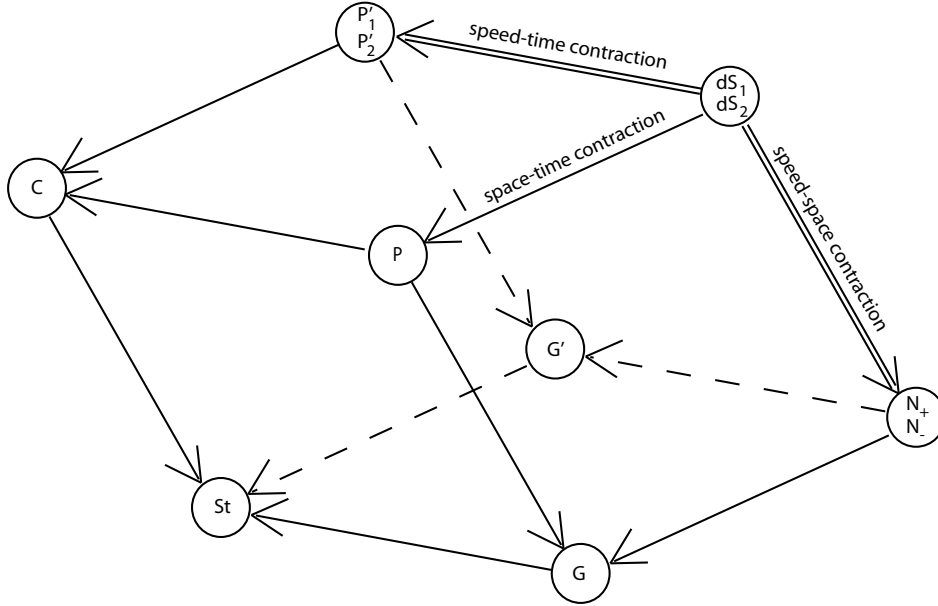 P′1
P′2
speed-time contraction
dS1
dS2
space-time contraction
speed-space contraction
C
P
G′
N+
N-
St
G